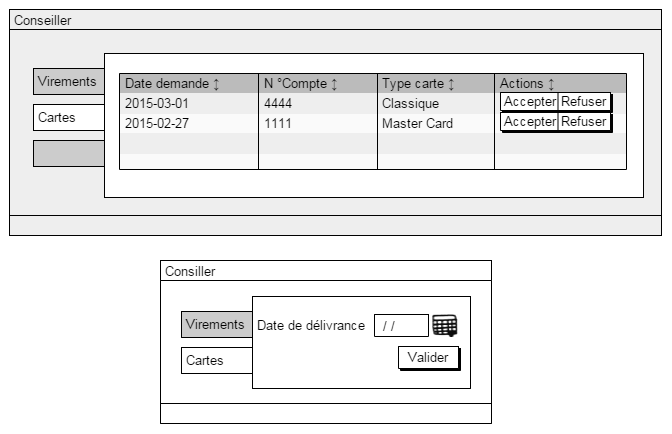 Conseiller
Virements
Cartes
Date demande ↕ N °Compte ↕ Type carte ↕ Actions ↕
2015-03-01 4444 Classique Accepter Refuser
2015-02-27 1111 Master Card Accepter Refuser
Consiller
Virements
Cartes
Date de délivrance / /
Valider